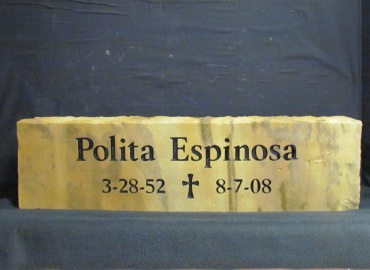 Polita Espinosa
3-28-52 ✝ 8-7-08